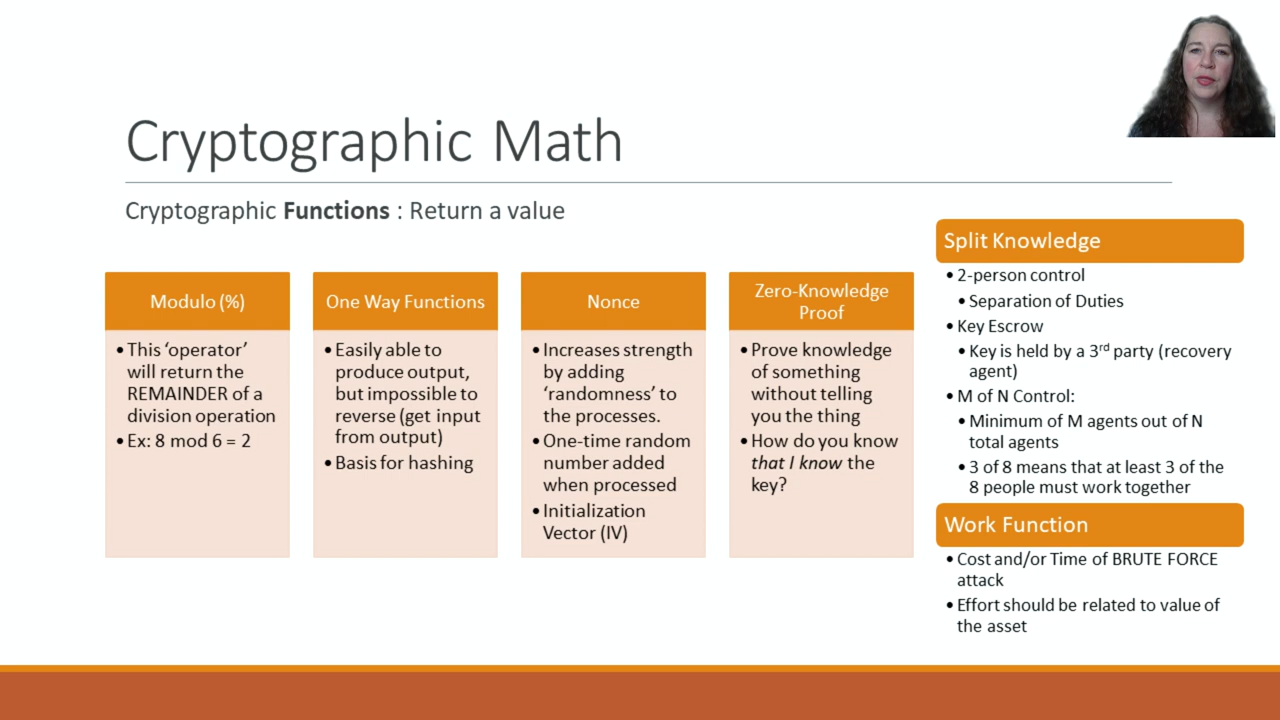 Cryptographic Math
Cryptographic Functions : Return a value
Modulo (%)
• This ‘operator’
will return the
REMAINDER of a
division operation
• Ex: 8 mod 6 = 2
One Way Functions
• Easily able to
produce output,
but impossible to
reverse (get input
from output)
• Basis for hashing
Nonce
• Increases strength
by adding
‘randomness’ to
the processes.
• One-time random
number added
when processed
• Initialization
Vector (IV)
Zero-Knowledge
Proof
• Prove knowledge
of something
without telling
you the thing
• How do you know
that I know the
key?
Split Knowledge
• 2-person control
• Separation of Duties
• Key Escrow
• Key is held by a 3rd party (recovery
agent)
• M of N Control:
• Minimum of M agents out of N
total agents
• 3 of 8 means that at least 3 of the
8 people must work together
Work Function
• Cost and/or Time of BRUTE FORCE
attack
• Effort should be related to value of
the asset